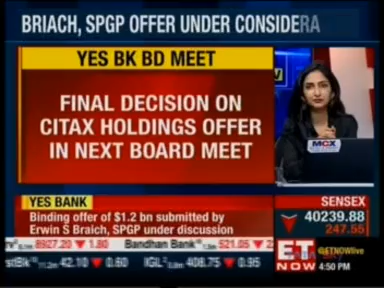 BRIACH, SPGP OFFER UNDER CONSIDERA
YES BK BD MEET
FINAL DECISION ON
CITAX HOLDINGS OFFER
IN NEXT BOARD MEET
MCX
YES BANK
Binding offer of $1.2 bn submitted by
Erwin S Braich, SPGP under discussion
SENSEX
40239.88
247.55
8927.20 ▼ 1.80 Bandhan Bank 521.05 ▼
42.10 ▼ 0.60 IGL 408.75 ▼ 0.95
ET
NOW
@ETNOWlive
4:50 PM